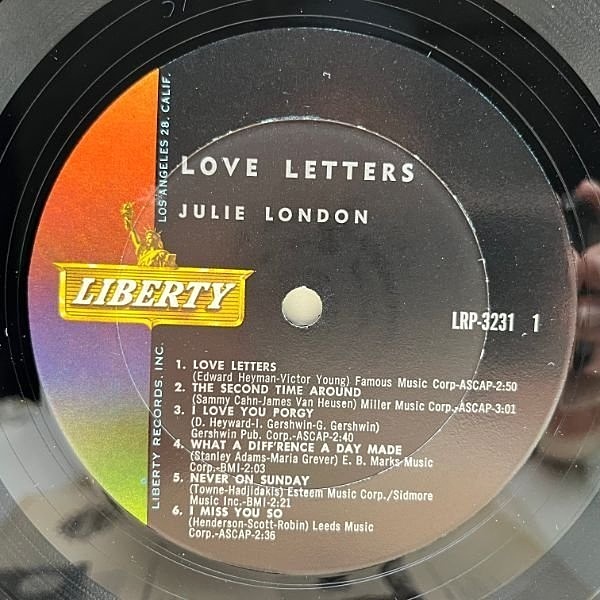 LOS ANGELES 28, CALIF.
LOVE LETTERS
JULIE LONDON
LIBERTY
LRP-3231 1
LIBERTY RECORDS, INC.
1. LOVE LETTERS
(Edward Heyman-Victor Young) Famous Music Corp-ASCAP-2:50
2. THE SECOND TIME AROUND
(Sammy Cahn-James Van Heusen) Miller Music Corp.-ASCAP-3:01
3. I LOVE YOU PORGY
(D. Heyward-I. Gershwin-G. Gershwin)
Gershwin Pub. Corp.-ASCAP-2:40
4. WHAT A DIFF'RENCE A DAY MADE
(Stanley Adams-Maria Grever) E. B. Marks Music
Corp.-BMI-2:03
5. NEVER ON SUNDAY
(Towne-Hadjidakis) Esteem Music Corp./Sidmore
Music Inc.-BMI-2:21
6. I MISS YOU SO
(Henderson-Scott-Robin) Leeds Music
Corp.-ASCAP-2:36